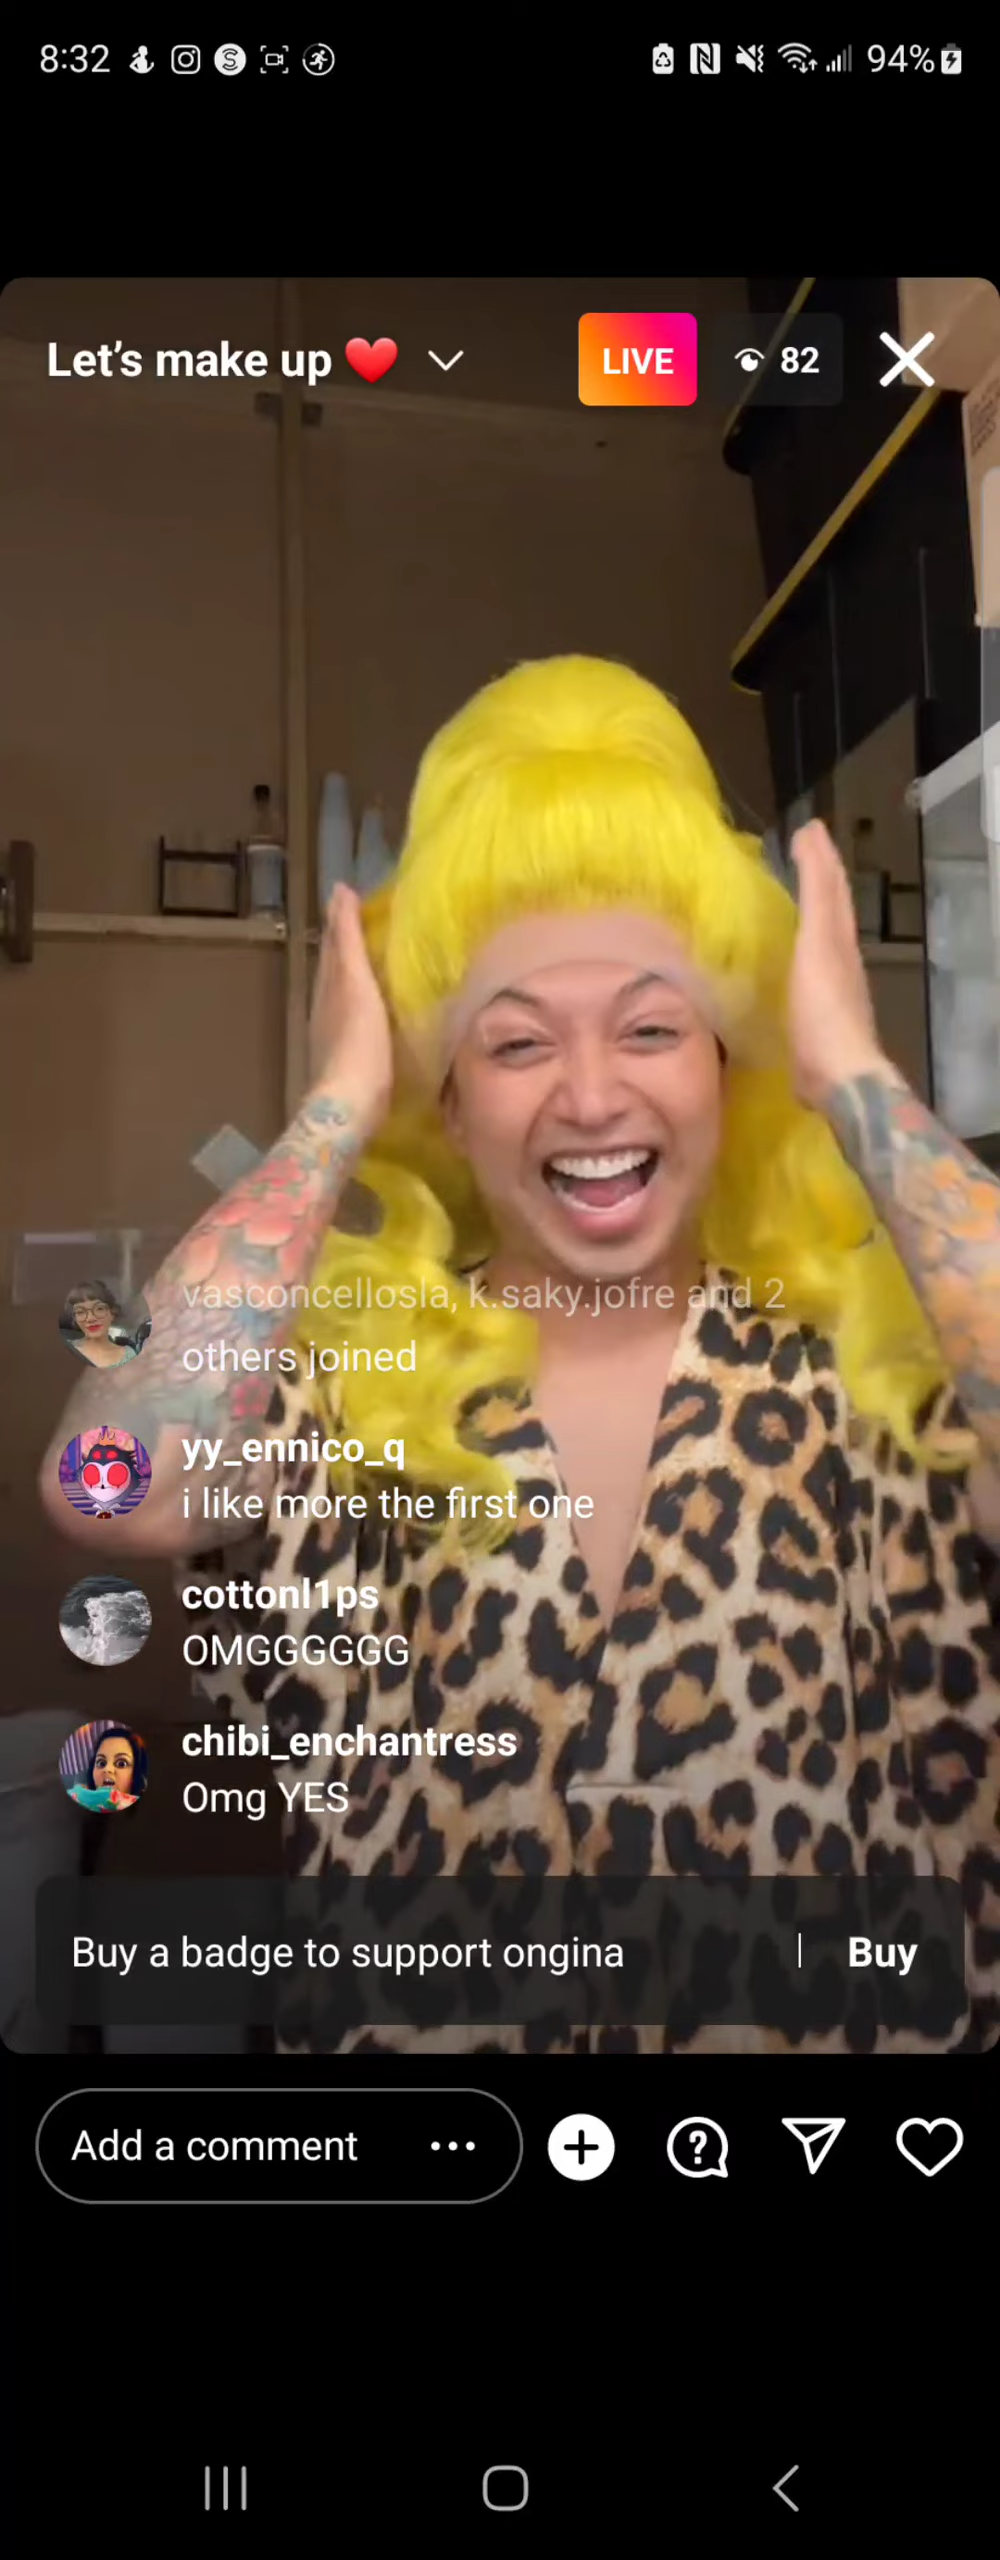 8:32
94%
Let's make up ❤️
LIVE
82
vasconcellosla, k.saky.jofre and 2
others joined
yy_ennico_q
i like more the first one
cottonl1ps
OMGGGGGG
chibi_enchantress
Omg YES
Buy a badge to support ongina | Buy
Add a comment